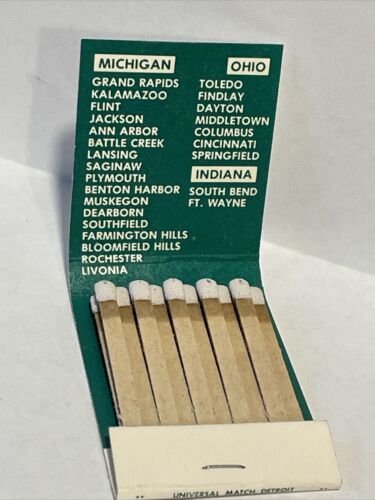 MICHIGAN
GRAND RAPIDS
KALAMAZOO
FLINT
JACKSON
ANN ARBOR
BATTLE CREEK
LANSING
SAGINAW
PLYMOUTH
BENTON HARBOR
MUSKEGON
DEARBORN
SOUTHFIELD
FARMINGTON HILLS
BLOOMFIELD HILLS
ROCHESTER
LIVONIA
OHIO
TOLEDO
FINDLAY
DAYTON
MIDDLETOWN
COLUMBUS
CINCINNATI
SPRINGFIELD
INDIANA
SOUTH BEND
FT. WAYNE
UNIVERSAL MATCH, DETROIT